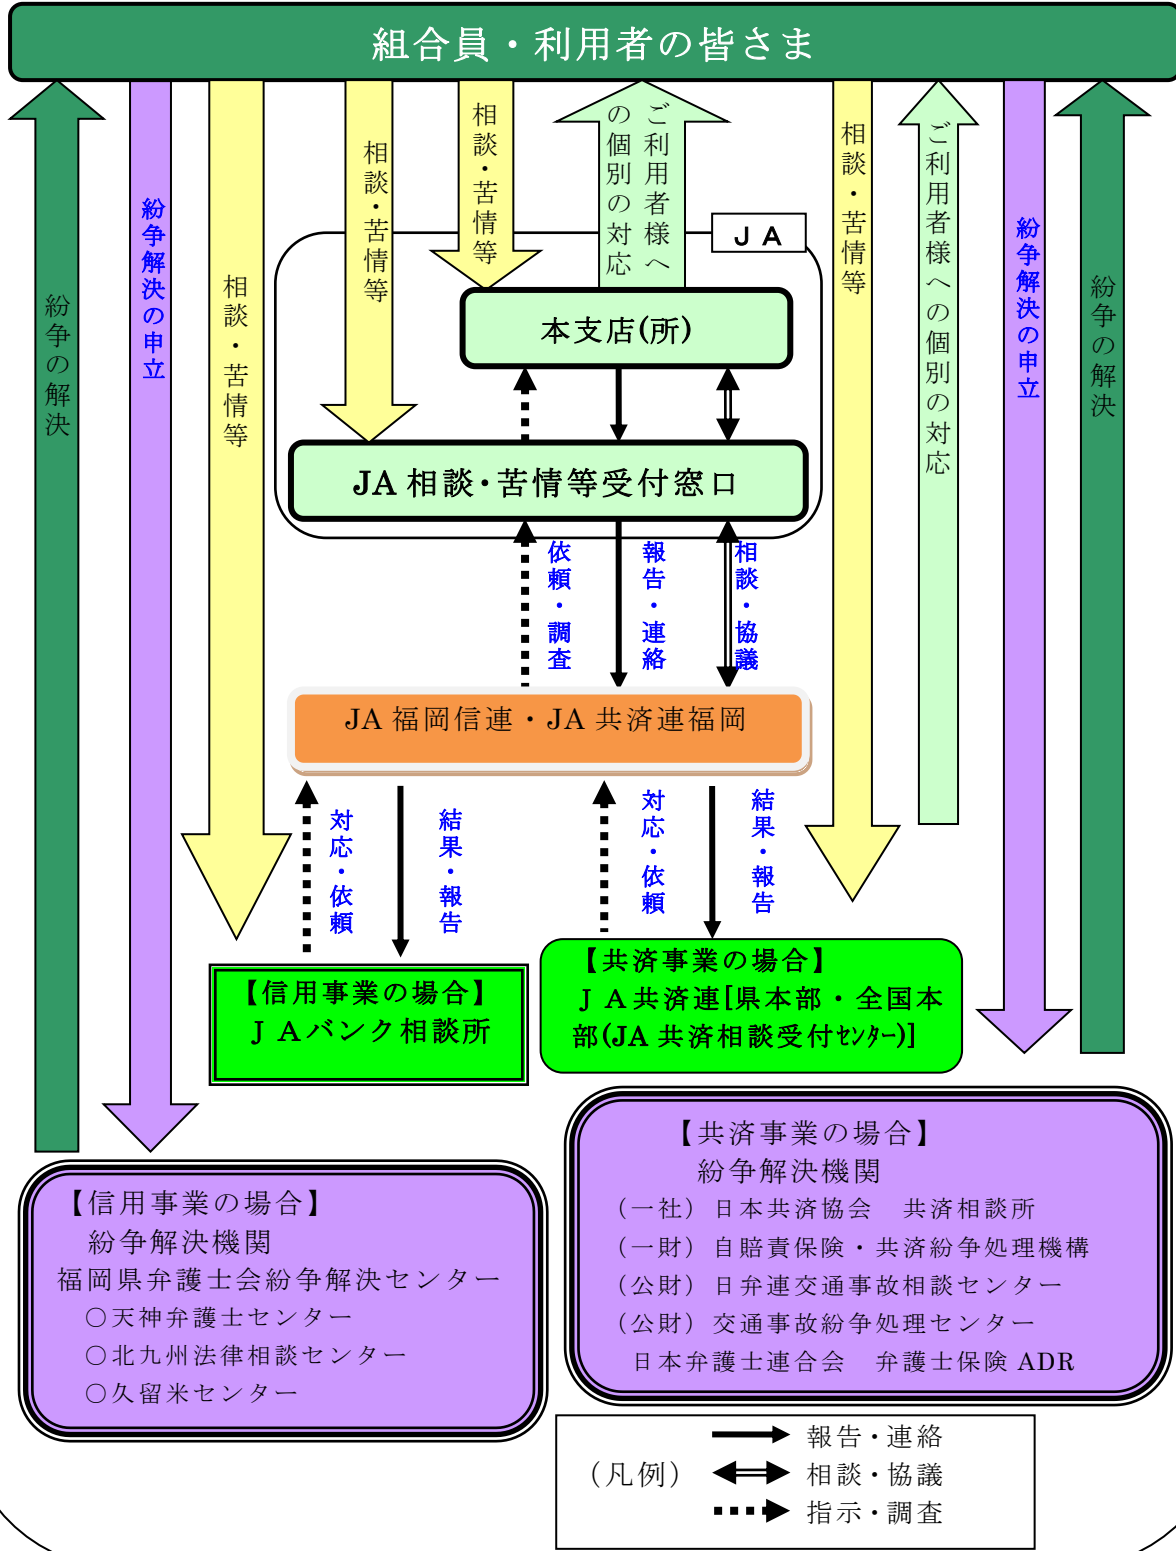 組合員・利用者の皆さま
紛争の解決
紛争解決の申立
相談・苦情等
相談・苦情等
相談・苦情等
ご利用者様へ
の個別の対応
相談・苦情等
ご利用者様への個別の対応
紛争解決の申立
紛争の解決
ＪＡ
本支店(所)
JA 相談・苦情等受付窓口
依頼・調査
報告・連絡
相談・協議
JA 福岡信連・JA 共済連福岡
対応・依頼
結果・報告
対応・依頼
結果・報告
【信用事業の場合】
ＪＡバンク相談所
【共済事業の場合】
ＪＡ共済連[県本部・全国本
部(JA 共済相談受付ｾﾝﾀｰ)]
【信用事業の場合】
紛争解決機関
福岡県弁護士会紛争解決センター
○天神弁護士センター
○北九州法律相談センター
○久留米センター
【共済事業の場合】
紛争解決機関
（一社）日本共済協会　共済相談所
（一財）自賠責保険・共済紛争処理機構
（公財）日弁連交通事故相談センター
（公財）交通事故紛争処理センター
日本弁護士連合会　弁護士保険 ADR
（凡例）
報告・連絡
相談・協議
指示・調査